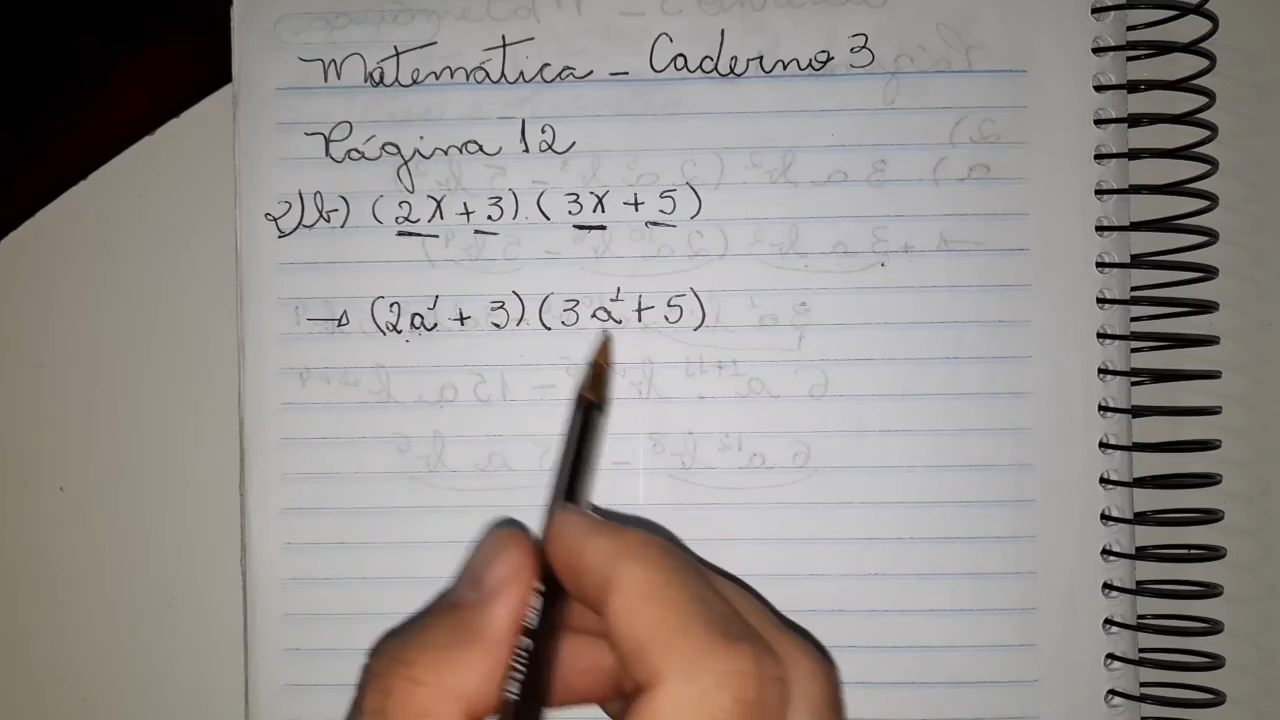 Matemática - Caderno 3
Página 12
2)b) (2x + 3).(3x + 5)
→ (2a¹ + 3).(3a¹ + 5)